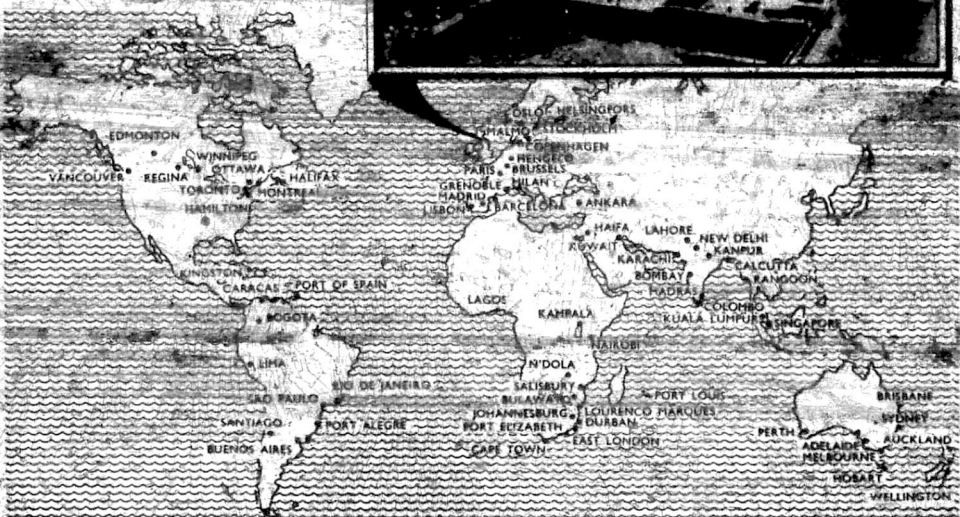 OSLO HELSINGFORS
MALMO STOCKHOLM
COPENHAGEN
EDMONTON
WINNIPEG
HENGELO
OTTAWA
PARIS BRUSSELS
VANCOUVER REGINA HALIFAX
GRENOBLE MILAN
TORONTO MONTREAL
MADRID
HAMILTON
LISBON BARCELONA ANKARA
HAIFA LAHORE
NEW DELHI
KUWAIT KANPUR
KARACHI
CALCUTTA
KINGSTON BOMBAY RANGOON
CARACAS PORT OF SPAIN
MADRAS
LAGOS
COLOMBO
KAMPALA
BOGOTA KUALA LUMPUR SINGAPORE
NAIROBI
LIMA N'DOLA
RIO DE JANEIRO SALISBURY
SAO PAULO BULAWAYO PORT LOUIS BRISBANE
JOHANNESBURG LOURENCO MARQUES
SYDNEY
SANTIAGO PORT ALEGRE PORT ELIZABETH DURBAN
PERTH
EAST LONDON AUCKLAND
ADELAIDE
BUENOS AIRES CAPE TOWN
MELBOURNE
HOBART
WELLINGTON